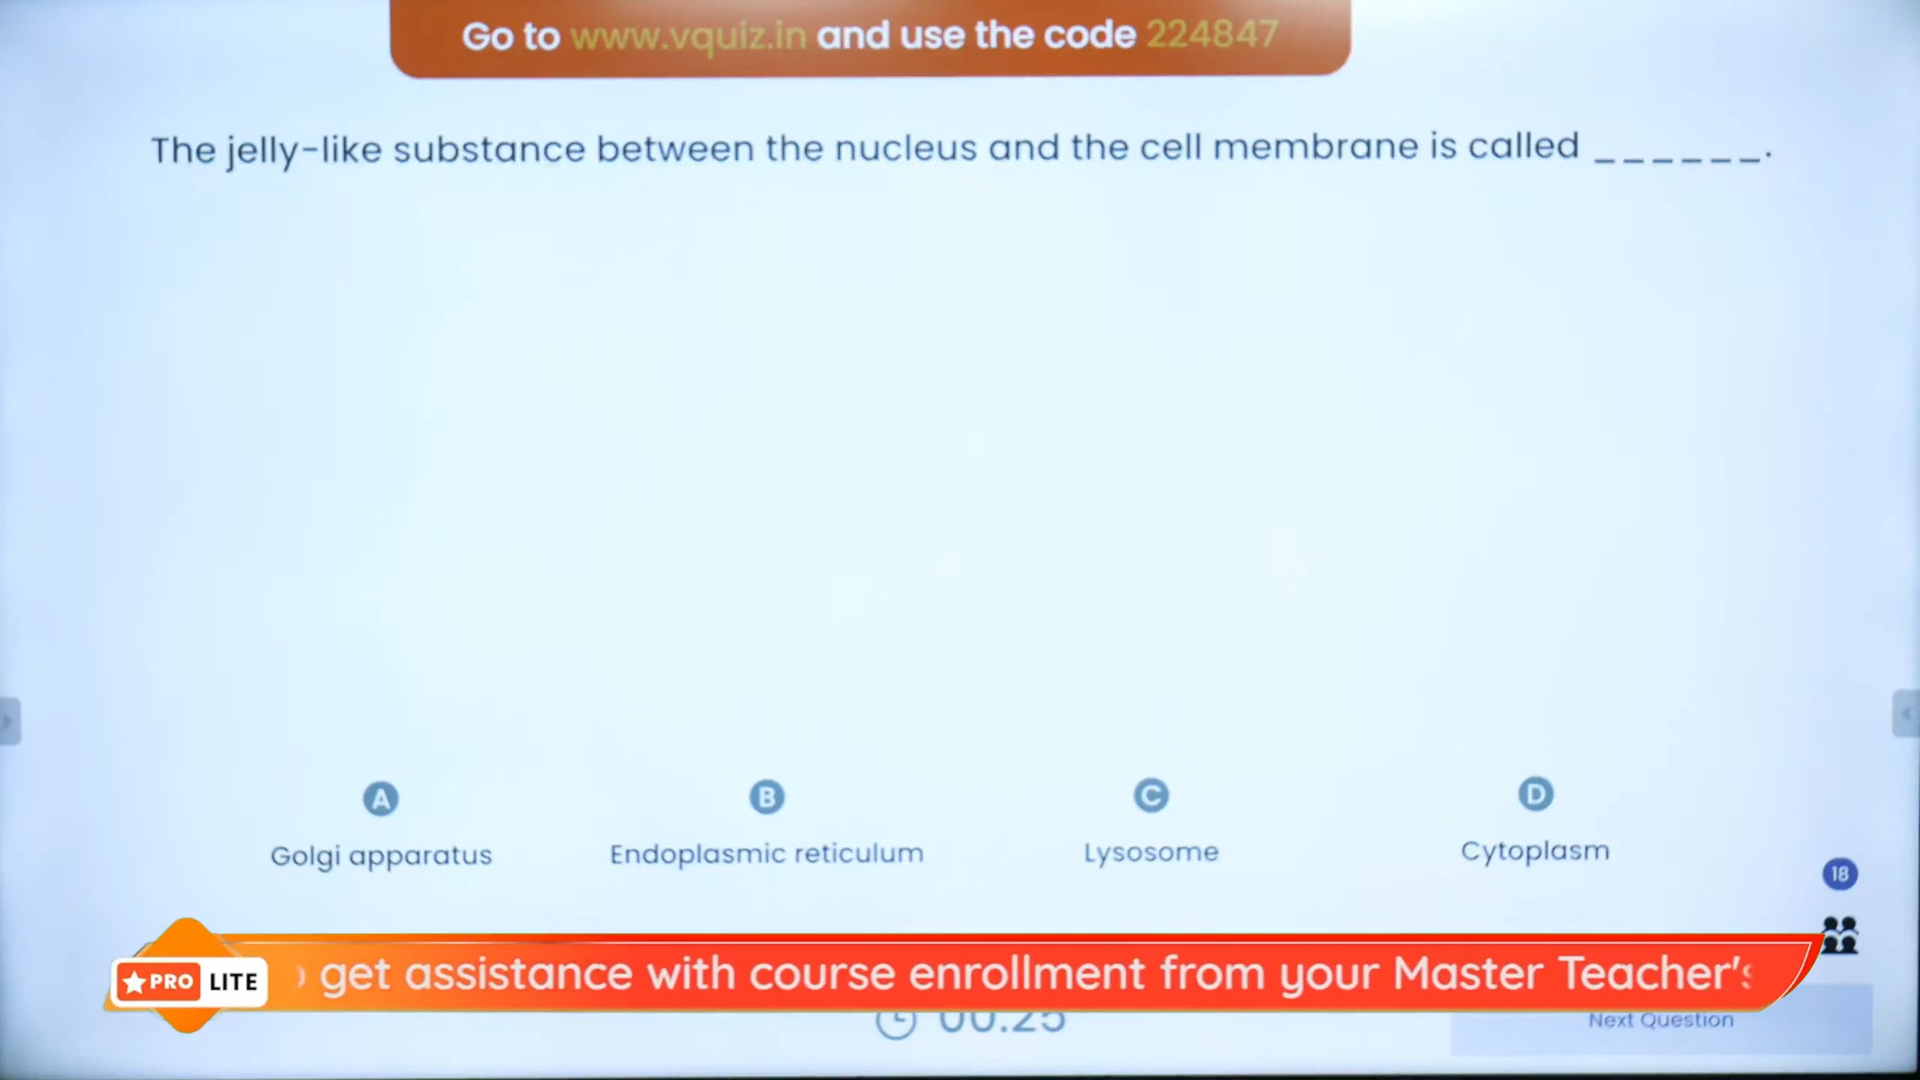 Go to www.vquiz.in and use the code 224847
The jelly-like substance between the nucleus and the cell membrane is called _ _ _ _ _ _.
A
B
C
D
Golgi apparatus
Endoplasmic reticulum
Lysosome
Cytoplasm
18
PRO LITE
get assistance with course enrollment from your Master Teacher's
00:25
Next Question